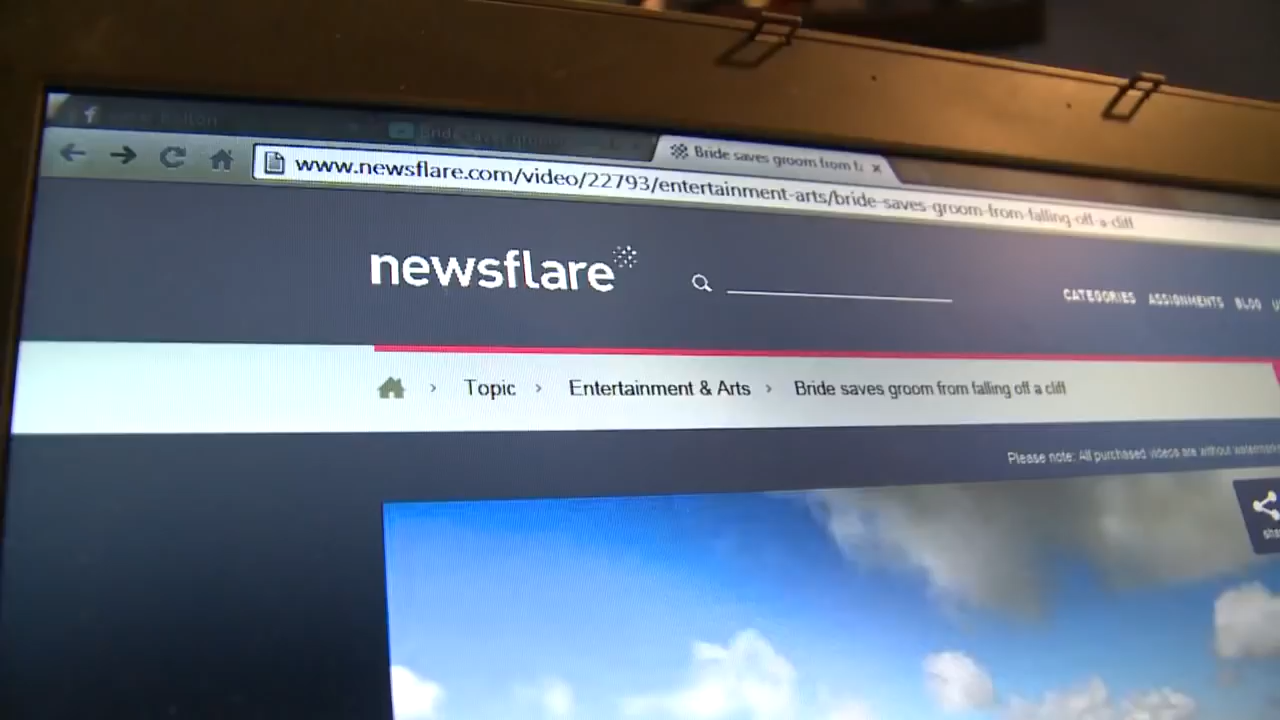 Bride saves groom from fa
www.newsflare.com/video/22793/entertainment-arts/bride-saves-groom-from-falling-off-a-cliff
newsflare
CATEGORIES ASSIGNMENTS BLOG
Topic Entertainment & Arts Bride saves groom from falling off a cliff
Please note: All purchased videos are without